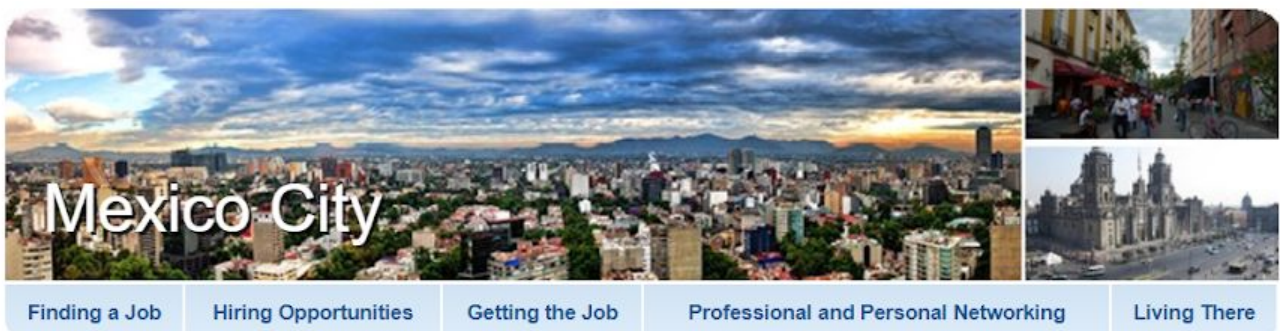 Mexico City
Finding a Job Hiring Opportunities Getting the Job Professional and Personal Networking Living There